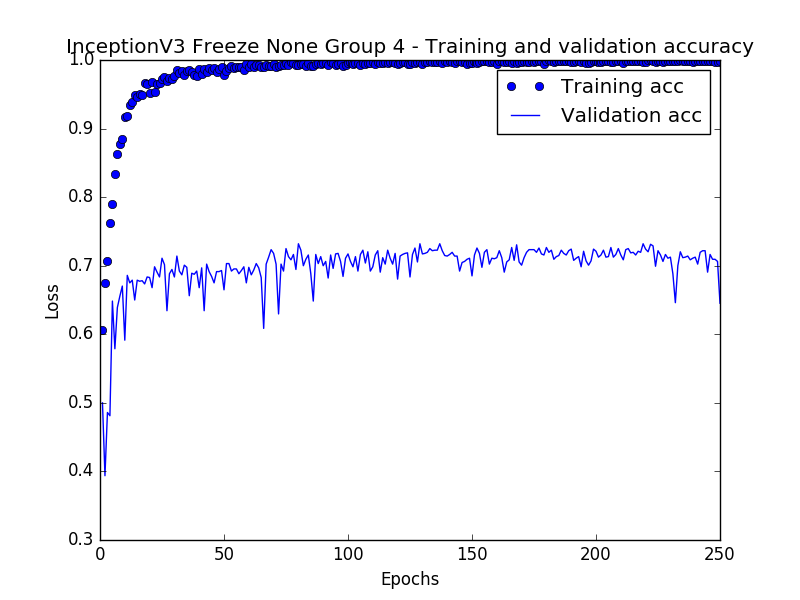 InceptionV3 Freeze None Group 4 - Training and validation accuracy
1.0
Training acc
Validation acc
0.9
0.8
0.7
0.6
0.5
0.4
0.3
Loss
0 50 100 150 200 250
Epochs